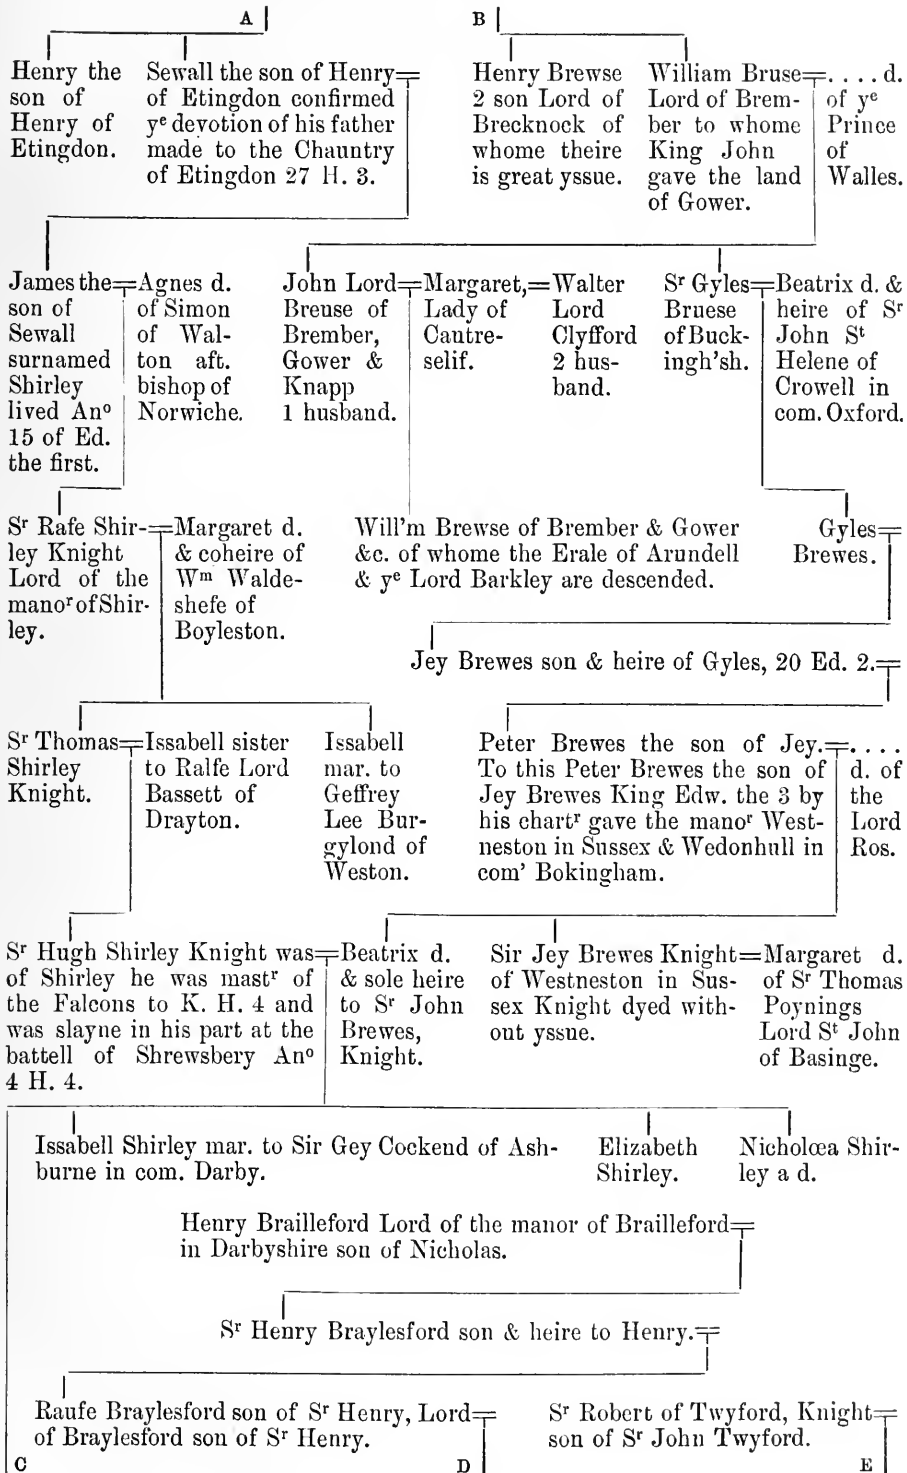 A B
Henry the
son of
Henry of
Etingdon.
Sewall the son of Henry
of Etingdon confirmed
yᵉ devotion of his father
made to the Chauntry
of Etingdon 27 H. 3.
Henry Brewse
2 son Lord of
Brecknock of
whome theire
is great yssue.
William Bruse
Lord of Brem-
ber to whome
King John
gave the land
of Gower.
. . . . d.
of yᵉ
Prince
of
Walles.
James the
son of
Sewall
surnamed
Shirley
lived Anº
15 of Ed.
the first.
Agnes d.
of Simon
of Wal-
ton aft.
bishop of
Norwiche.
John Lord
Breuse of
Brember,
Gower &
Knapp
1 husband.
Margaret,
Lady of
Cautre-
selif.
Walter
Lord
Clyfford
2 hus-
band.
Sʳ Gyles
Bruese
of Buck-
ingh'sh.
Beatrix d. &
heire of Sʳ
John Sᵗ
Helene of
Crowell in
com. Oxford.
Sʳ Rafe Shir-
ley Knight
Lord of the
manoʳ of Shir-
ley.
Margaret d.
& coheire of
Wᵐ Walde-
shefe of
Boyleston.
Will'm Brewse of Brember & Gower
&c. of whome the Erale of Arundell
& yᵉ Lord Barkley are descended.
Gyles
Brewes.
Jey Brewes son & heire of Gyles, 20 Ed. 2.
Sʳ Thomas
Shirley
Knight.
Issabell sister
to Ralfe Lord
Bassett of
Drayton.
Issabell
mar. to
Geffrey
Lee Bur-
gylond of
Weston.
Peter Brewes the son of Jey.
To this Peter Brewes the son of
Jey Brewes King Edw. the 3 by
his chartʳ gave the manoʳ West-
neston in Sussex & Wedonhull in
com' Bokingham.
. . . .
d. of
the
Lord
Ros.
Sʳ Hugh Shirley Knight was
of Shirley he was mastʳ of
the Falcons to K. H. 4 and
was slayne in his part at the
battell of Shrewsbery Anº
4 H. 4.
Beatrix d.
& sole heire
to Sʳ John
Brewes,
Knight.
Sir Jey Brewes Knight
of Westneston in Sus-
sex Knight dyed with-
out yssue.
Margaret d.
of Sʳ Thomas
Poynings
Lord Sᵗ John
of Basinge.
Issabell Shirley mar. to Sir Gey Cockend of Ash-
burne in com. Darby.
Elizabeth
Shirley.
Nicholœa Shir-
ley a d.
Henry Brailleford Lord of the manor of Brailleford
in Darbyshire son of Nicholas.
Sʳ Henry Braylesford son & heire to Henry.
Raufe Braylesford son of Sʳ Henry, Lord
of Braylesford son of Sʳ Henry.
Sʳ Robert of Twyford, Knight
son of Sʳ John Twyford.
C D E